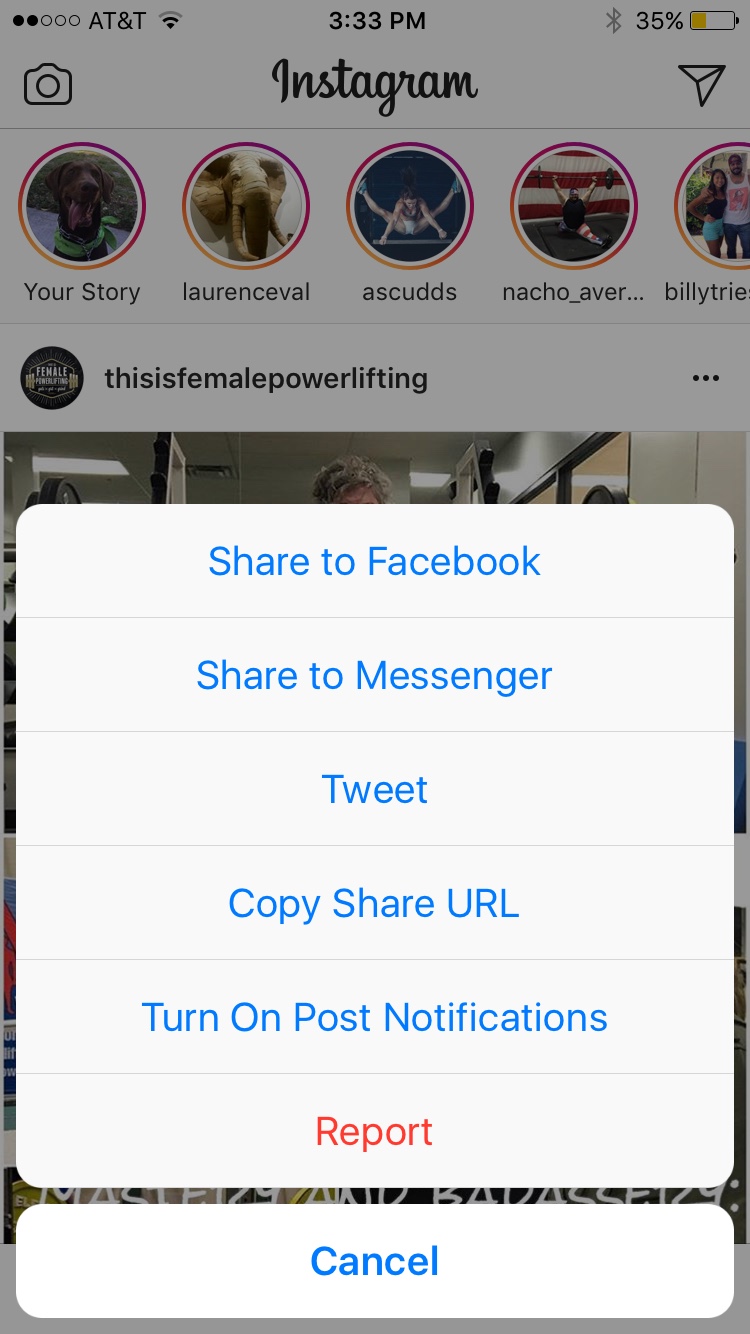 AT&T 3:33 PM 35%
Instagram
Your Story laurenceval ascudds nacho_aver... billytries
FEMALE
POWERLIFTING
thisisfemalepowerlifting
Share to Facebook
Share to Messenger
Tweet
Copy Share URL
Turn On Post Notifications
Report
MASTERY AND BADASSERY:
Cancel